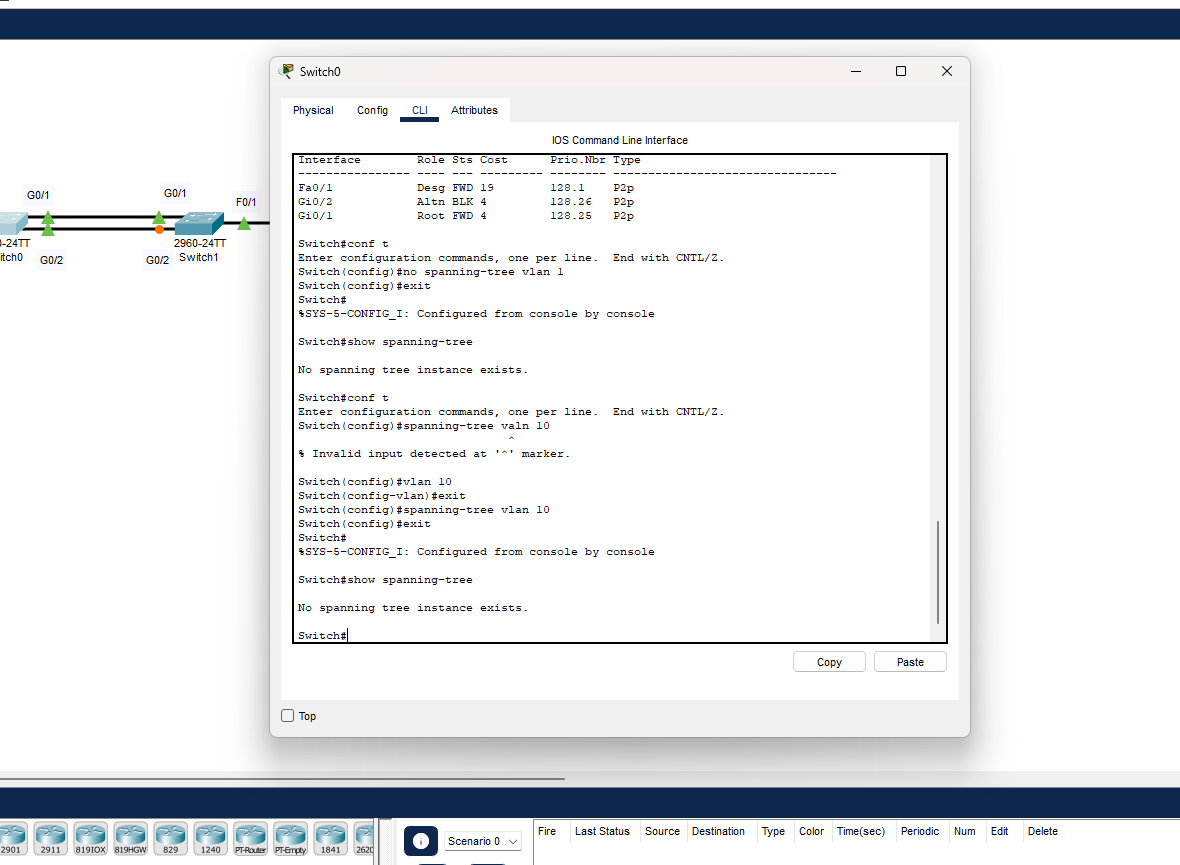 Switch0
Physical Config CLI Attributes
IOS Command Line Interface
Interface Role Sts Cost Prio.Nbr Type
---------------- ---- --- --------- -------- --------------------------------
Fa0/1 Desg FWD 19 128.1 P2p
Gi0/2 Altn BLK 4 128.26 P2p
Gi0/1 Root FWD 4 128.25 P2p
Switch#conf t
Enter configuration commands, one per line. End with CNTL/Z.
Switch(config)#no spanning-tree vlan 1
Switch(config)#exit
Switch#
%SYS-5-CONFIG_I: Configured from console by console
Switch#show spanning-tree
No spanning tree instance exists.
Switch#conf t
Enter configuration commands, one per line. End with CNTL/Z.
Switch(config)#spanning-tree valn 10
^
% Invalid input detected at '^' marker.
Switch(config)#vlan 10
Switch(config-vlan)#exit
Switch(config)#spanning-tree vlan 10
Switch(config)#exit
Switch#
%SYS-5-CONFIG_I: Configured from console by console
Switch#show spanning-tree
No spanning tree instance exists.
Switch#
Copy Paste
Top
G0/1 G0/1 F0/1
-24TT 2960-24TT
itch0 G0/2 G0/2 Switch1
2901 2911 819IOX 819HGW 829 1240 PT-Router PT-Empty 1841 262
Scenario 0
Fire Last Status Source Destination Type Color Time(sec) Periodic Num Edit Delete